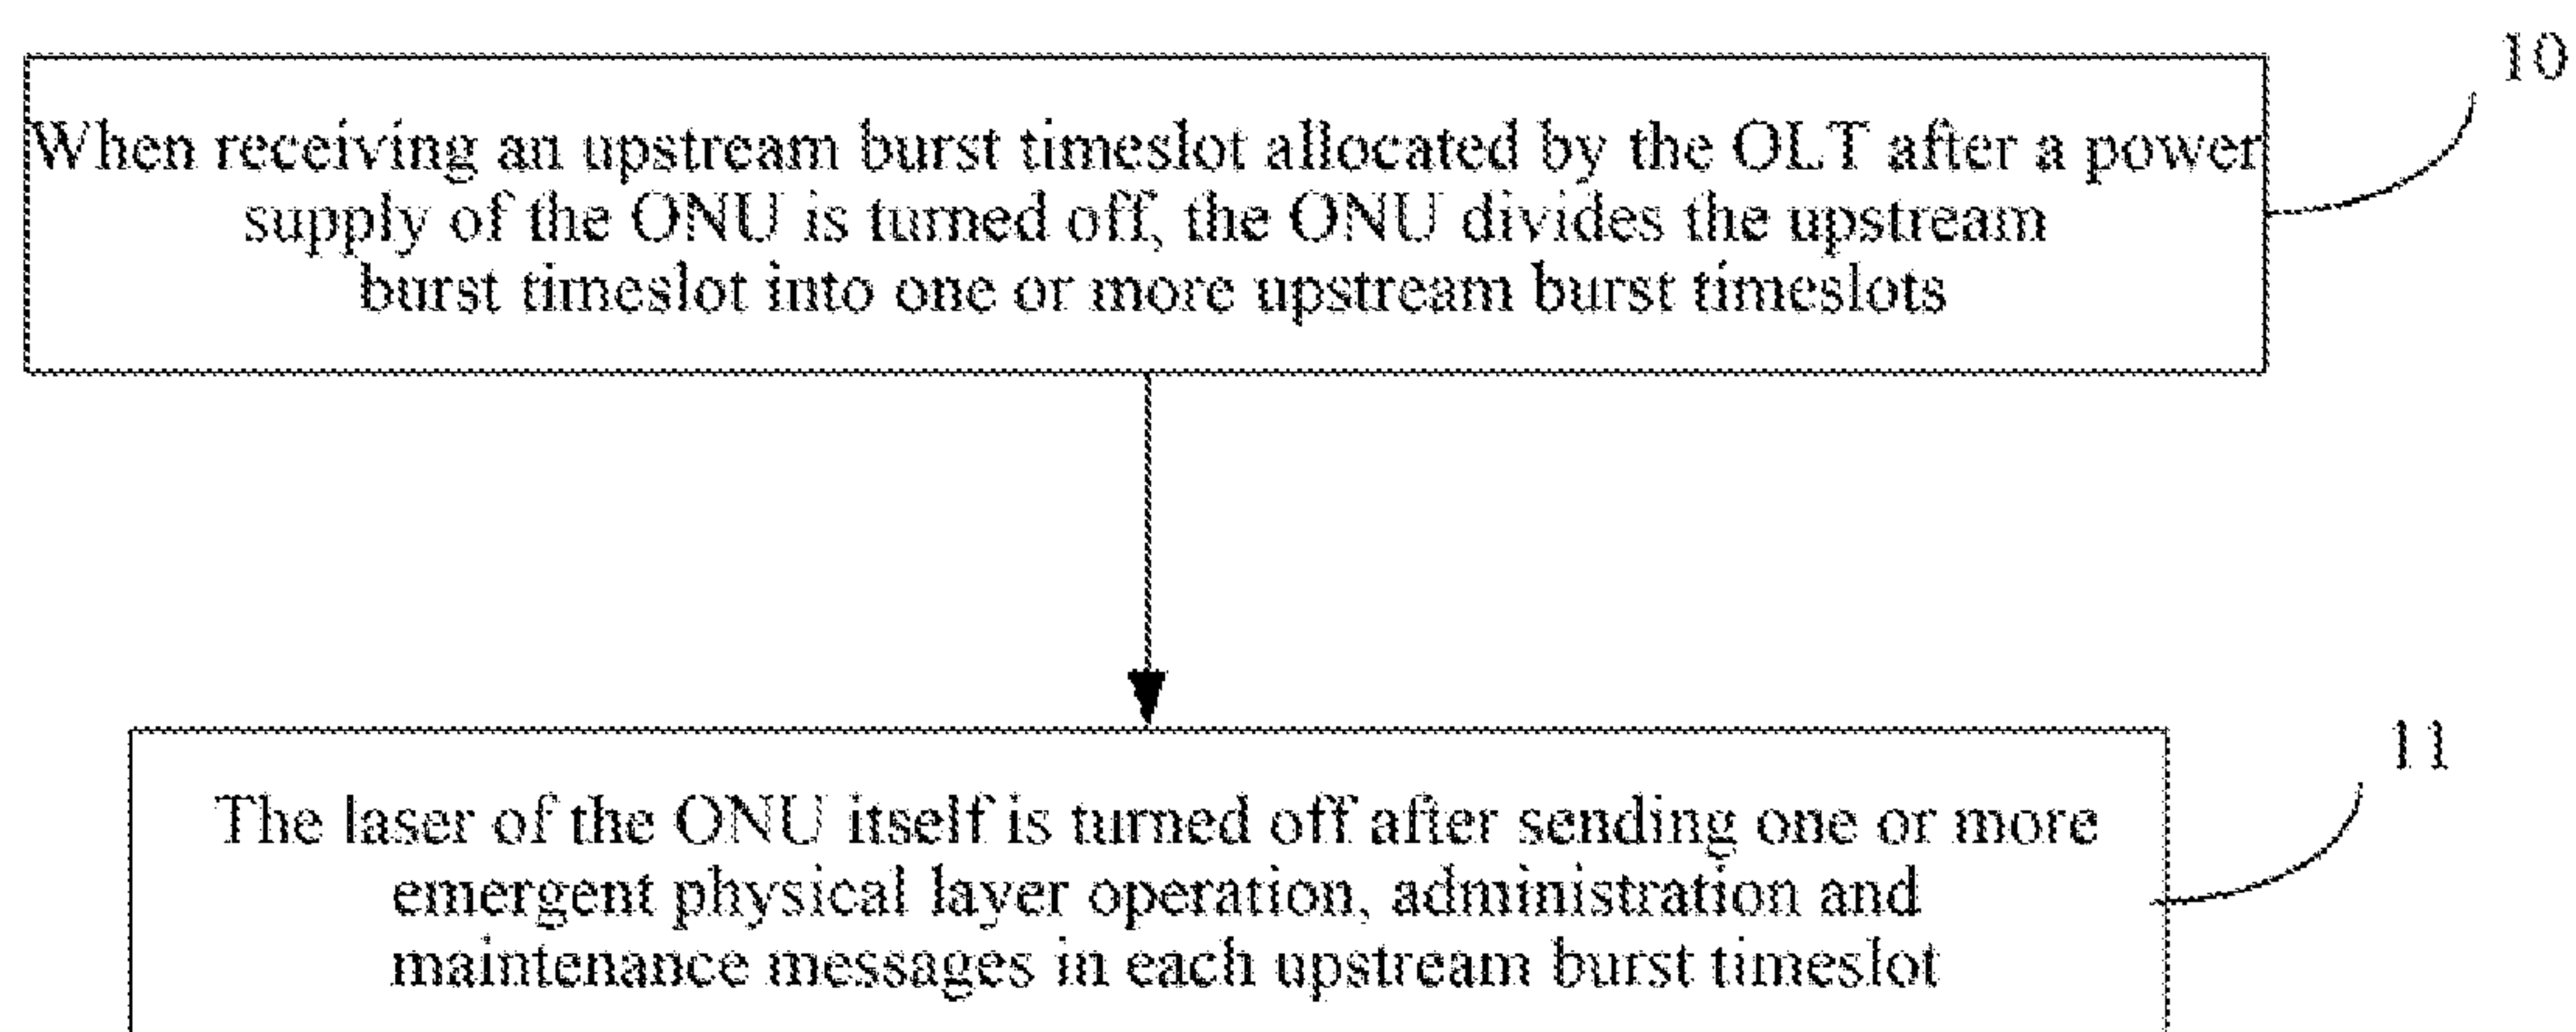 10
When receiving an upstream burst timeslot allocated by the OLT after a power
supply of the ONU is turned off, the ONU divides the upstream
burst timeslot into one or more upstream burst timeslots
11
The laser of the ONU itself is turned off after sending one or more
emergent physical layer operation, administration and
maintenance messages in each upstream burst timeslot